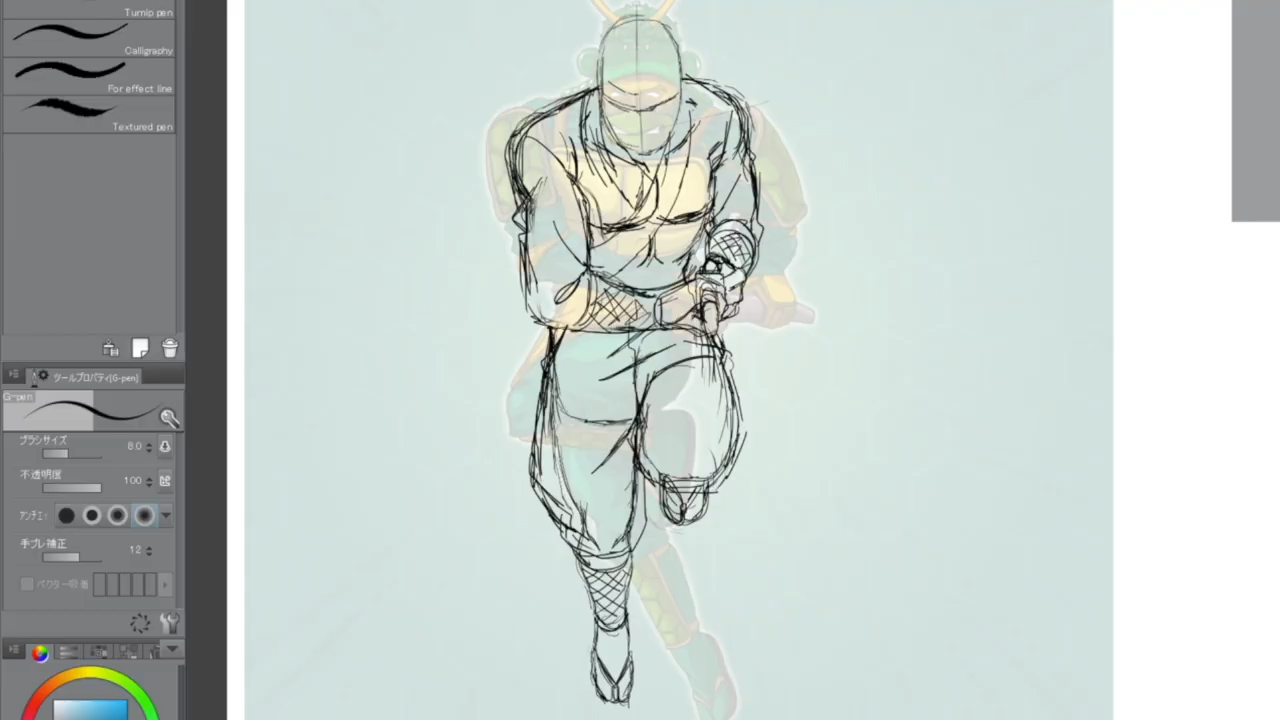 Turnip pen
Calligraphy
For effect line
Textured pen
ツールプロパティ[G-pen]
G-pen
ブラシサイズ 8.0
不透明度 100
アンチエイ
手ブレ補正 12
ベクター吸着